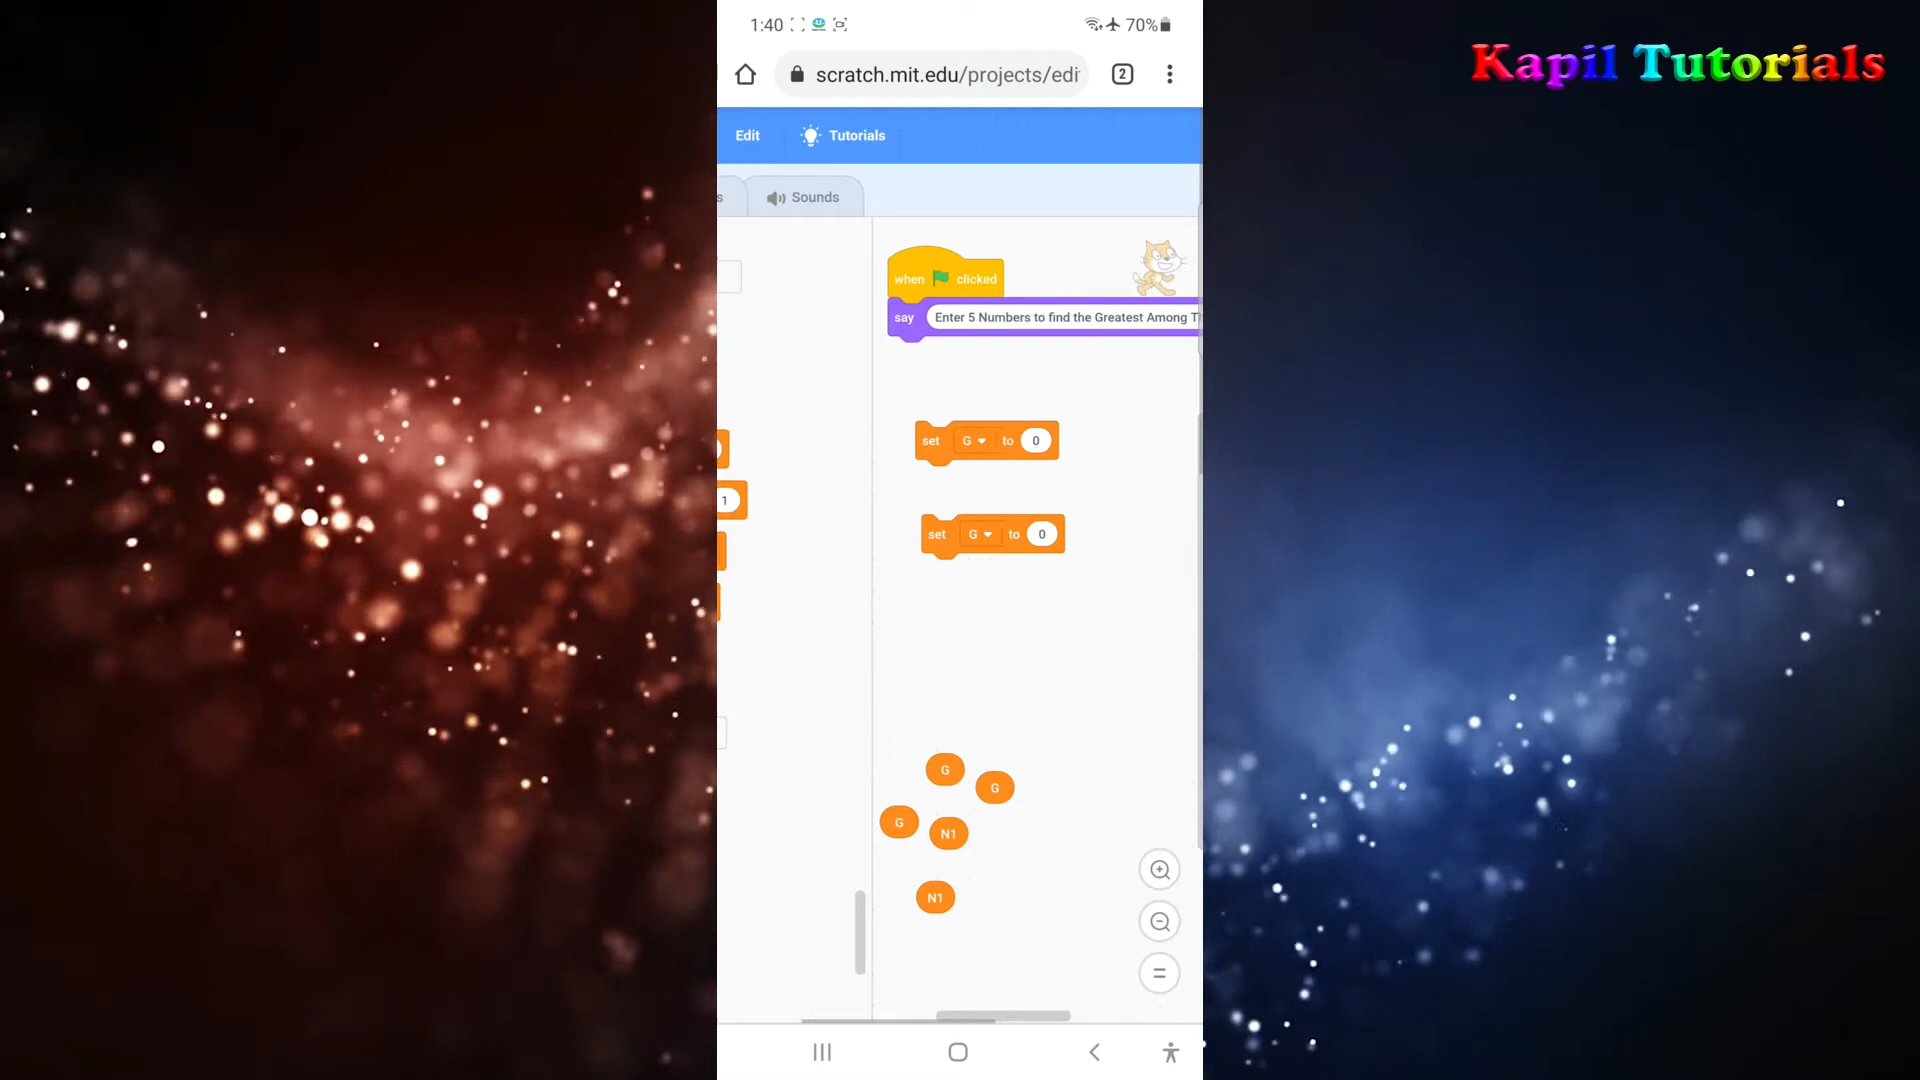 1:40
70%
Kapil Tutorials
scratch.mit.edu/projects/edi
2
Edit
Tutorials
s
Sounds
when clicked
say Enter 5 Numbers to find the Greatest Among T
set G to 0
1
set G to 0
G
G
G
N1
N1